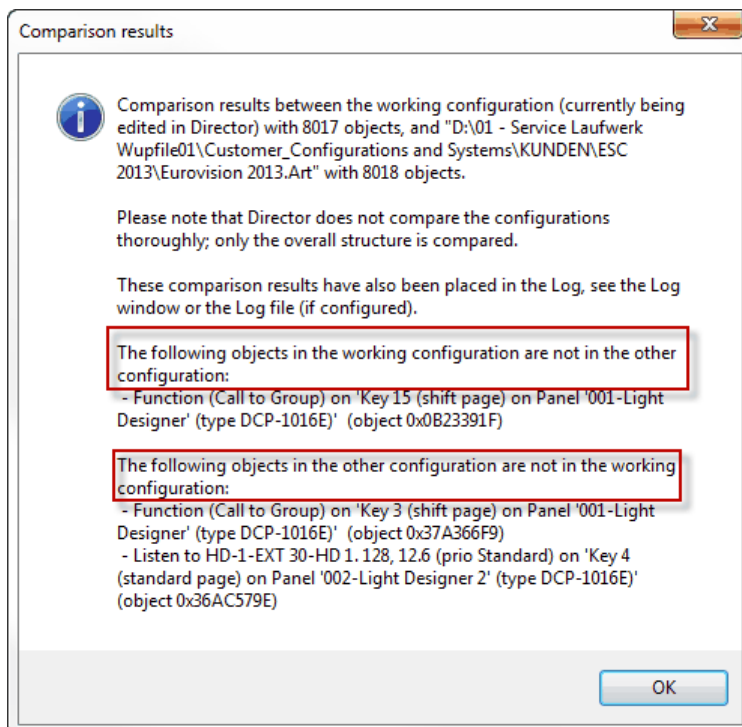 Comparison results
Comparison results between the working configuration (currently being
edited in Director) with 8017 objects, and "D:\01 - Service Laufwerk
Wupfile01\Customer_Configurations and Systems\KUNDEN\ESC
2013\Eurovision 2013.Art" with 8018 objects.
Please note that Director does not compare the configurations
thoroughly; only the overall structure is compared.
These comparison results have also been placed in the Log, see the Log
window or the Log file (if configured).
The following objects in the working configuration are not in the other
configuration:
- Function (Call to Group) on 'Key 15 (shift page) on Panel '001-Light
Designer' (type DCP-1016E)' (object 0x0B23391F)
The following objects in the other configuration are not in the working
configuration:
- Function (Call to Group) on 'Key 3 (shift page) on Panel '001-Light
Designer' (type DCP-1016E)' (object 0x37A366F9)
- Listen to HD-1-EXT 30-HD 1. 128, 12.6 (prio Standard) on 'Key 4
(standard page) on Panel '002-Light Designer 2' (type DCP-1016E)'
(object 0x36AC579E)
OK